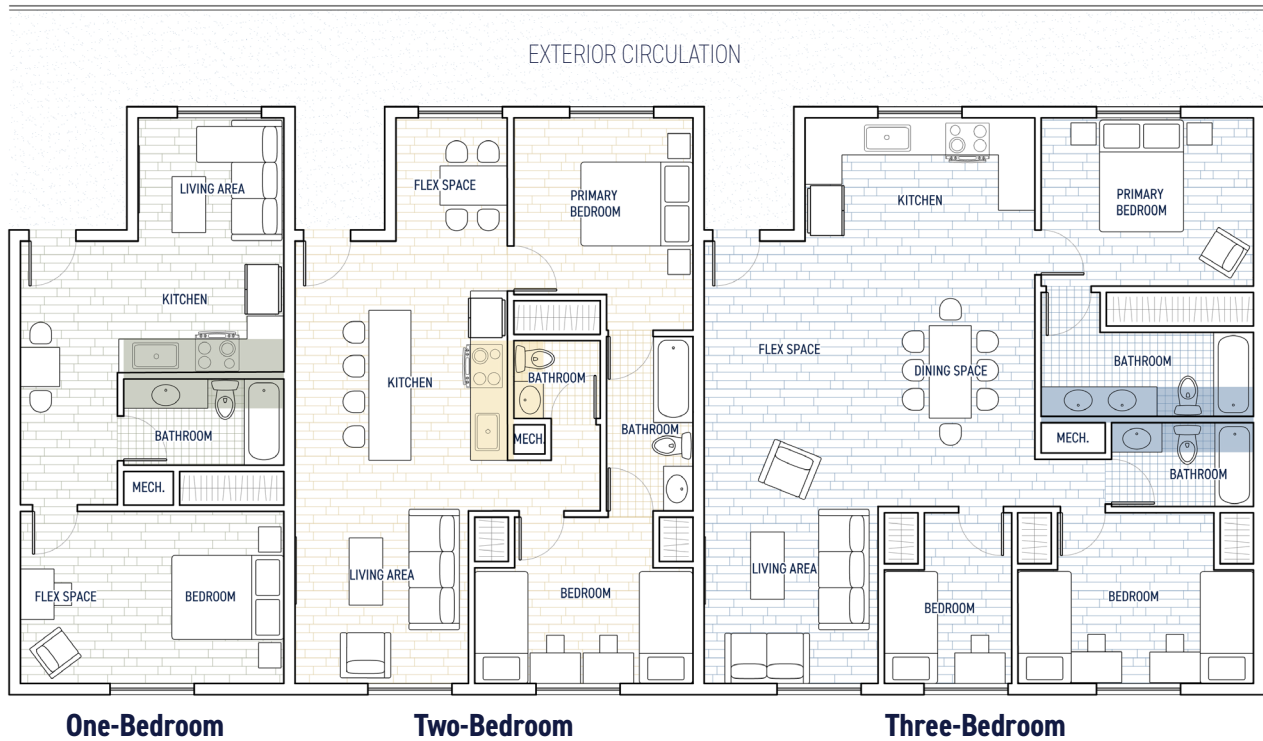 EXTERIOR CIRCULATION
LIVING AREA
KITCHEN
BATHROOM
MECH.
FLEX SPACE
BEDROOM
One-Bedroom
FLEX SPACE
PRIMARY
BEDROOM
KITCHEN
BATHROOM
MECH.
BATHROOM
LIVING AREA
BEDROOM
Two-Bedroom
KITCHEN
PRIMARY
BEDROOM
FLEX SPACE
DINING SPACE
BATHROOM
MECH.
BATHROOM
LIVING AREA
BEDROOM
BEDROOM
Three-Bedroom